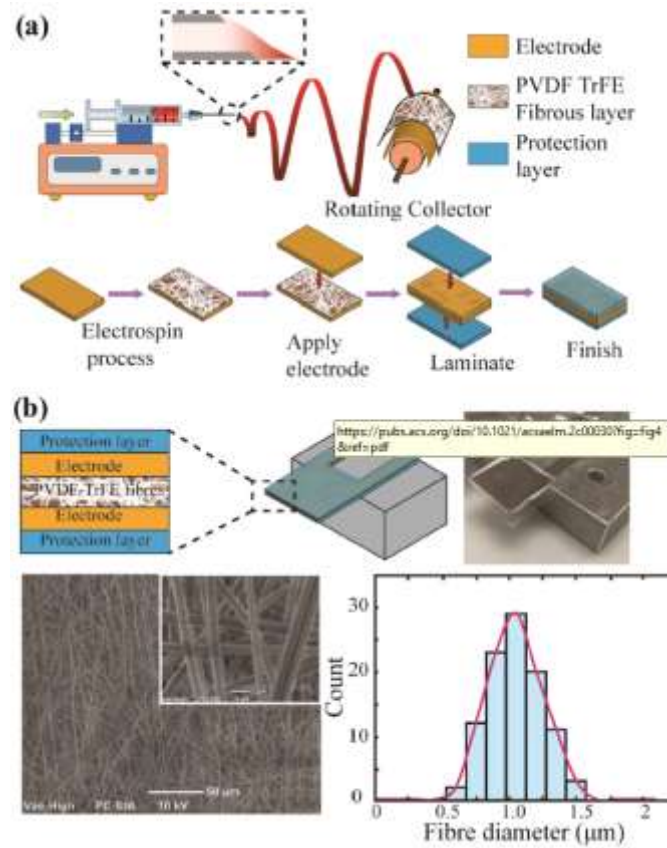 (a)
Electrode
PVDF TrFE
Fibrous layer
Protection
layer
Rotating Collector
Electrospin
process
Apply
electrode
Laminate
Finish
(b)
https://pubs.acs.org/doi/10.1021/acsaelm.2c00030?fig=fig4
&ref=pdf
Protection layer
Electrode
PVDF-TrFE fibres
Electrode
Protection layer
50 µm
Vac High PC Std. 10 kV
Count
30
20
10
0
0
0.5
1.0
1.5
2
Fibre diameter (µm)